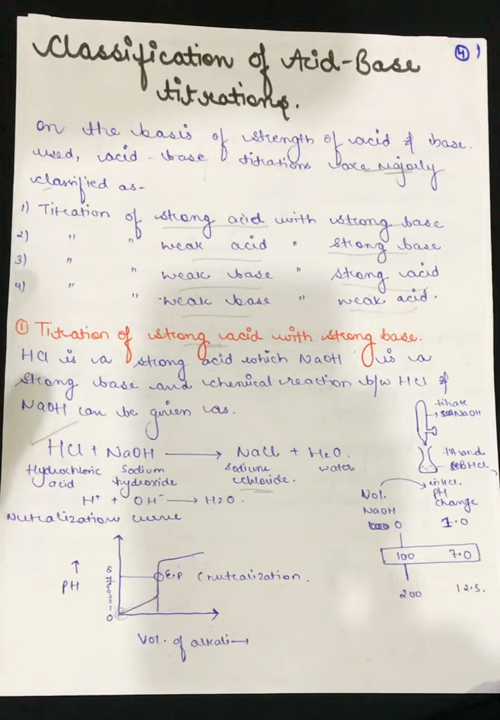 Classification of Acid-Base
titrations.
4)
On the basis of strength of acid & base
used, acid-base titrations are Majorly
classified as-
1) Titration of strong acid with strong base
2) " " weak acid " strong base
3) " " weak base " strong acid
4) " " weak base " weak acid.
① Titration of strong acid with strong base.
HCl is a strong acid which NaOH is a
strong base and chemical reaction b/w HCl &
NaOH can be given as.
HCl + NaOH ⟶ NaCl + H2O.
Hydrochloric acid
Sodium hydroxide
sodium chloride.
water
H+ + OH- ⟶ H2O.
Nutralization curve
titrant
NaOH
HCl.
Vol. NaOH
PH change
0 1.0
100 7.0
200 12.5.
PH ↑
E.p (nutralization.
0
Vol. of alkali ⟶